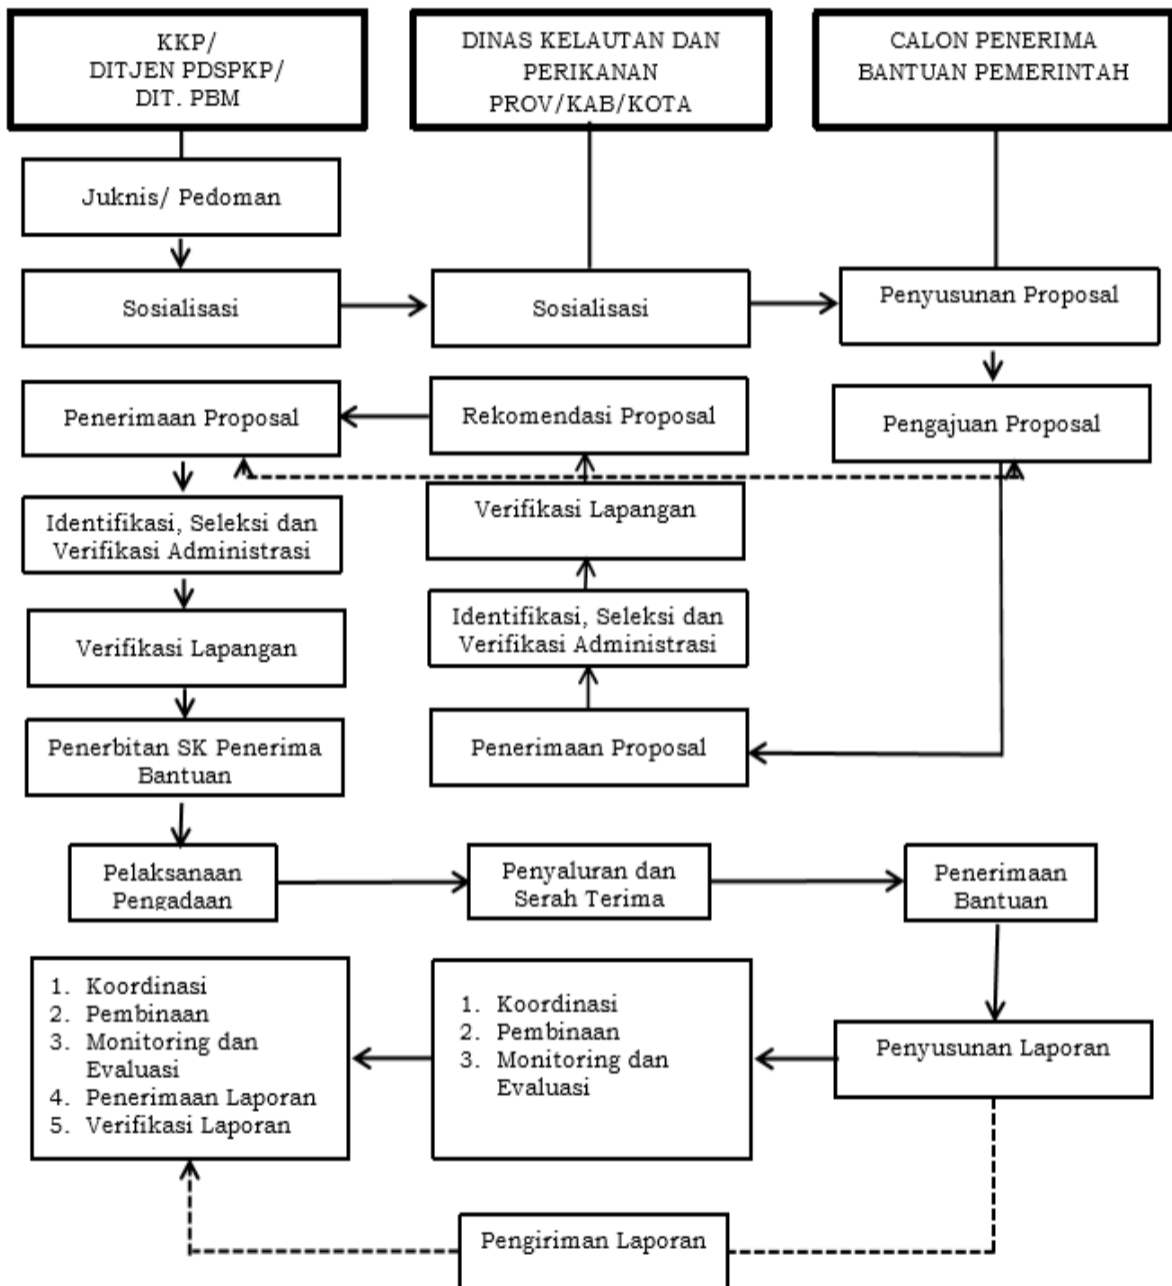 KKP/
DITJEN PDSPKP/
DIT. PBM
DINAS KELAUTAN DAN
PERIKANAN
PROV/KAB/KOTA
CALON PENERIMA
BANTUAN PEMERINTAH
Juknis/ Pedoman
Sosialisasi
Sosialisasi
Penyusunan Proposal
Penerimaan Proposal
Rekomendasi Proposal
Pengajuan Proposal
Identifikasi, Seleksi dan
Verifikasi Administrasi
Verifikasi Lapangan
Verifikasi Lapangan
Identifikasi, Seleksi dan
Verifikasi Administrasi
Penerbitan SK Penerima
Bantuan
Penerimaan Proposal
Pelaksanaan
Pengadaan
Penyaluran dan
Serah Terima
Penerimaan
Bantuan
1. Koordinasi
2. Pembinaan
3. Monitoring dan
Evaluasi
4. Penerimaan Laporan
5. Verifikasi Laporan
1. Koordinasi
2. Pembinaan
3. Monitoring dan
Evaluasi
Penyusunan Laporan
Pengiriman Laporan